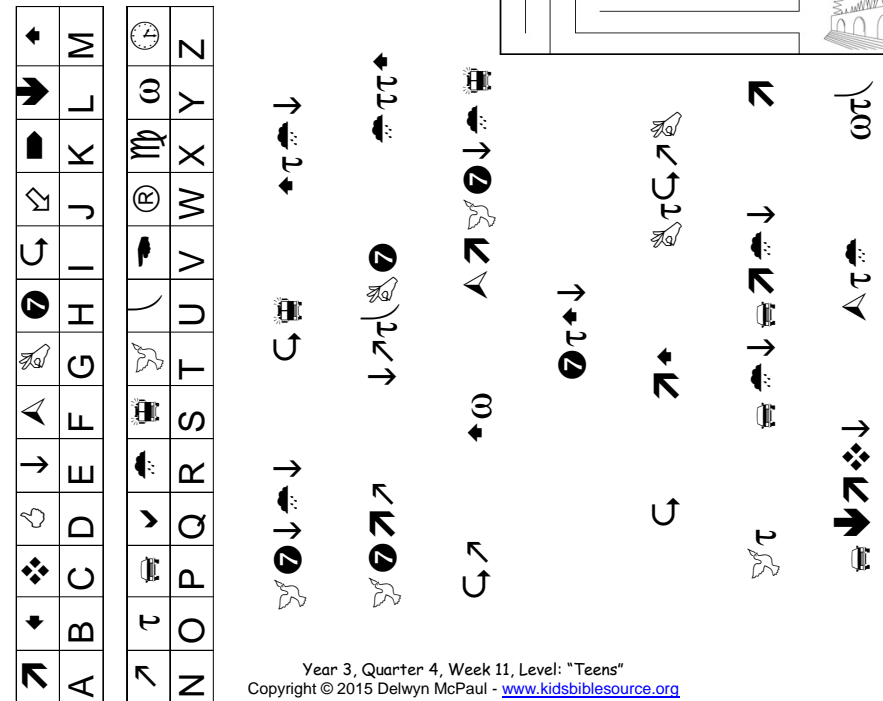 A B C D E F G H I J K L M
N O P Q R S T U V W X Y Z
Year 3, Quarter 4, Week 11, Level: "Teens"
Copyright © 2015 Delwyn McPaul - www.kidsbiblesource.org